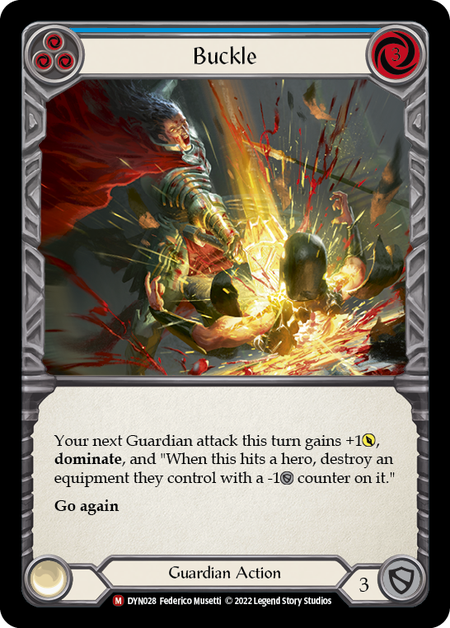 Buckle
3
Your next Guardian attack this turn gains +1,
dominate, and "When this hits a hero, destroy an
equipment they control with a -1 counter on it."
Go again
Guardian Action
3
M DYN028 Federico Musetti © 2022 Legend Story Studios